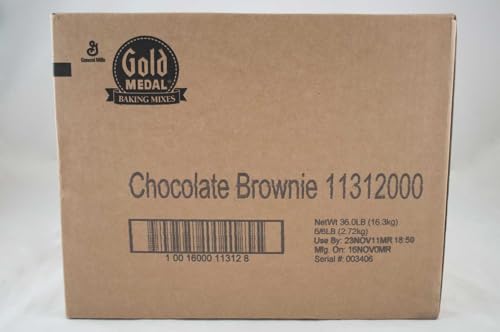 G
General Mills
Gold
MEDAL®
BAKING MIXES
Chocolate Brownie 11312000
NetWt 36.0LB (16.3kg)
6/6LB (2.72kg)
Use By: 23NOV11MR 18:50
Mfg. On: 16NOV0MR
Serial #: 003406
1 00 16000 11312 8